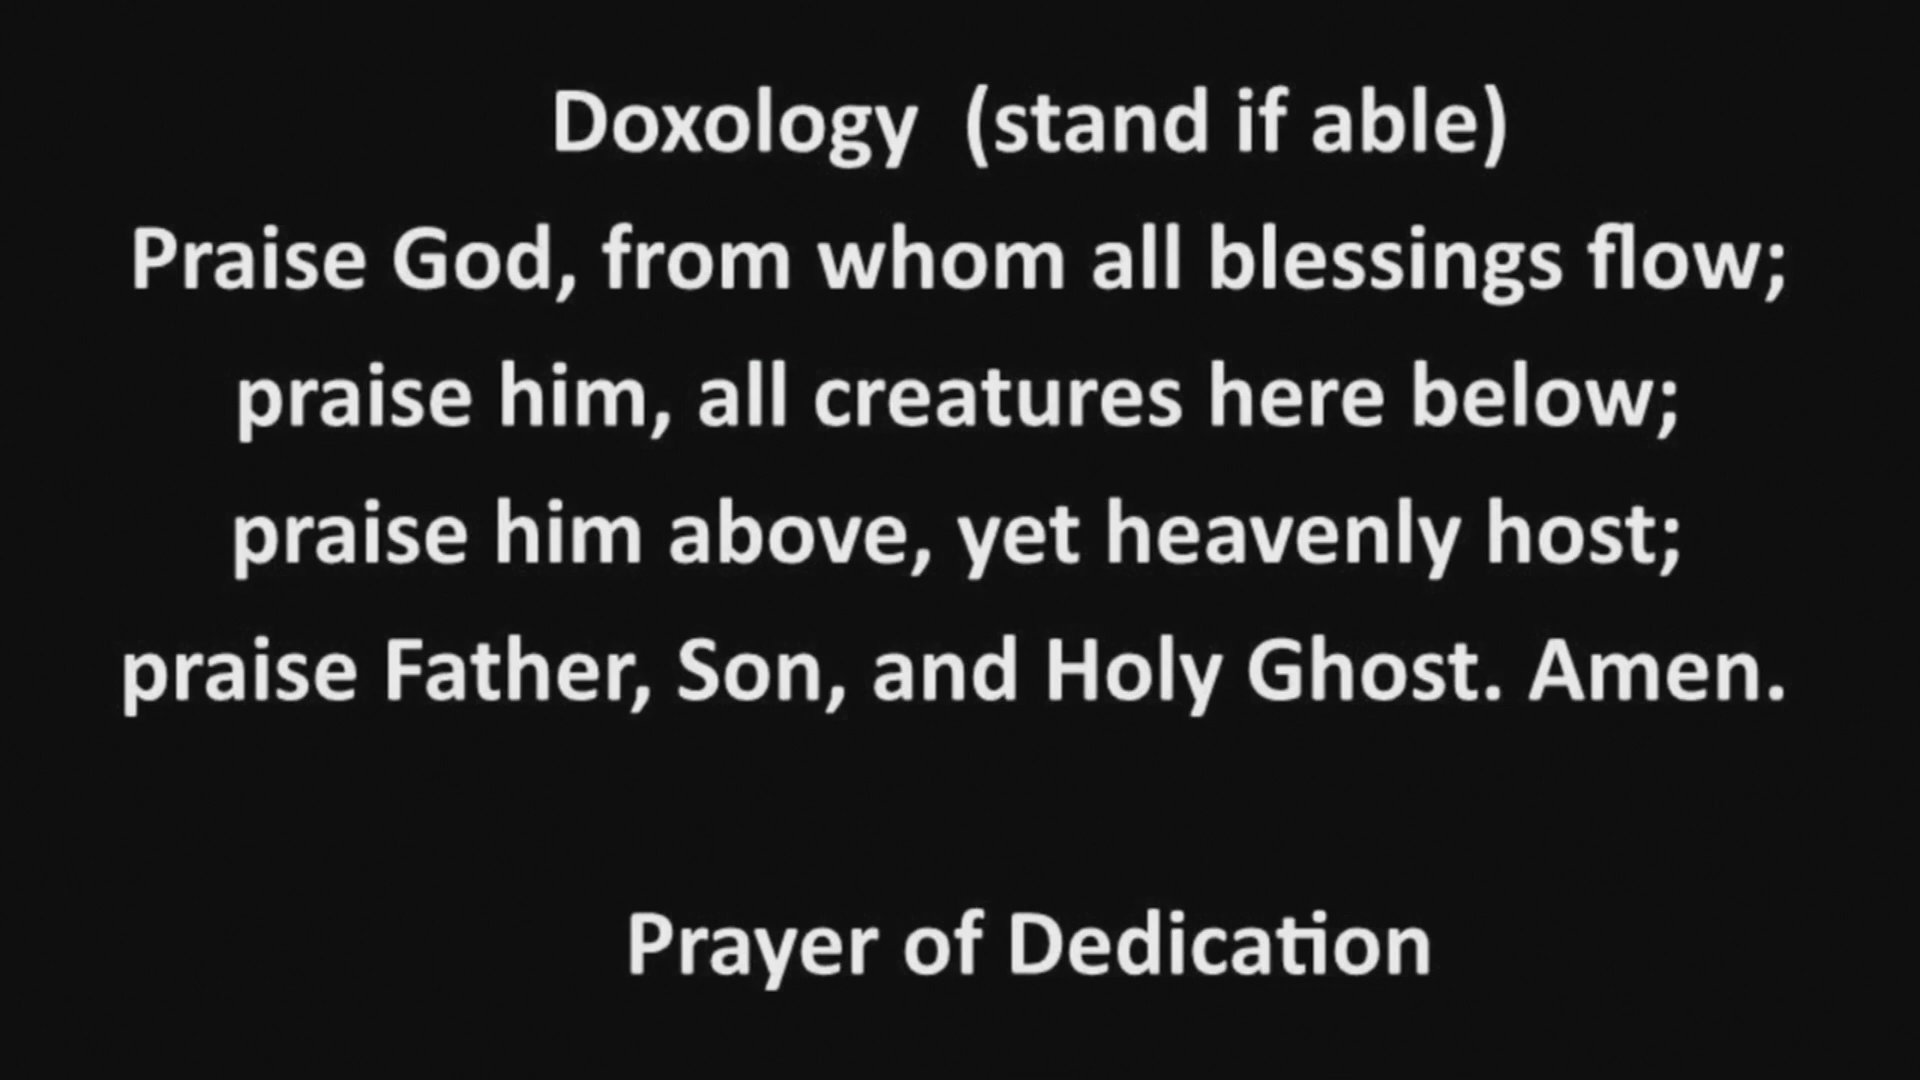 Doxology  (stand if able)
Praise God, from whom all blessings flow;
praise him, all creatures here below;
praise him above, yet heavenly host;
praise Father, Son, and Holy Ghost. Amen.
Prayer of Dedication